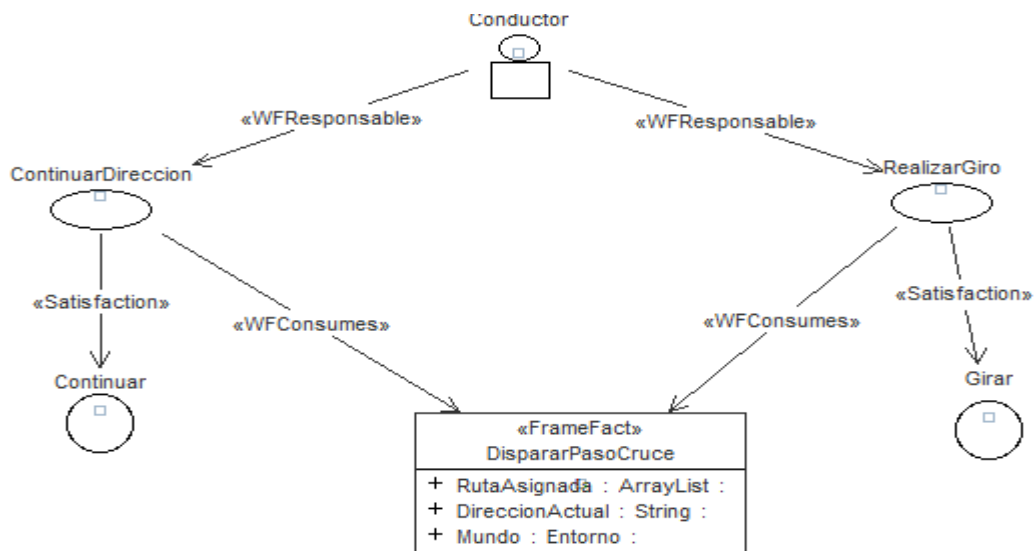 Conductor
«WFResponsable»
«WFResponsable»
ContinuarDireccion
RealizarGiro
«Satisfaction»
«Satisfaction»
«WFConsumes»
«WFConsumes»
Continuar
Girar
«FrameFact»
DispararPasoCruce
+ RutaAsignada : ArrayList :
+ DireccionActual : String :
+ Mundo : Entorno :